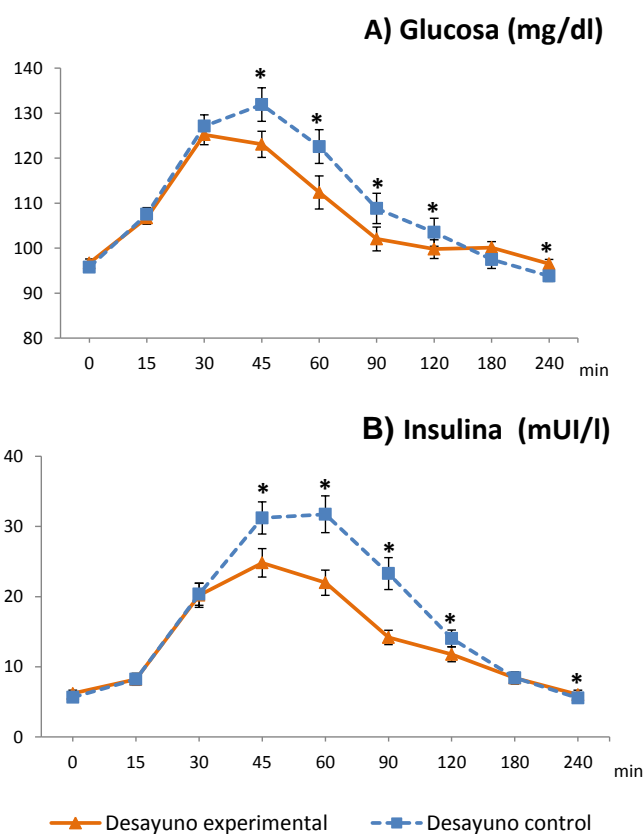 A) Glucosa (mg/dl)
140
130
120
110
100
90
80
* * * * *
0 15 30 45 60 90 120 180 240 min
B) Insulina (mUI/l)
40
30
20
10
0
* * * * *
0 15 30 45 60 90 120 180 240 min
Desayuno experimental Desayuno control